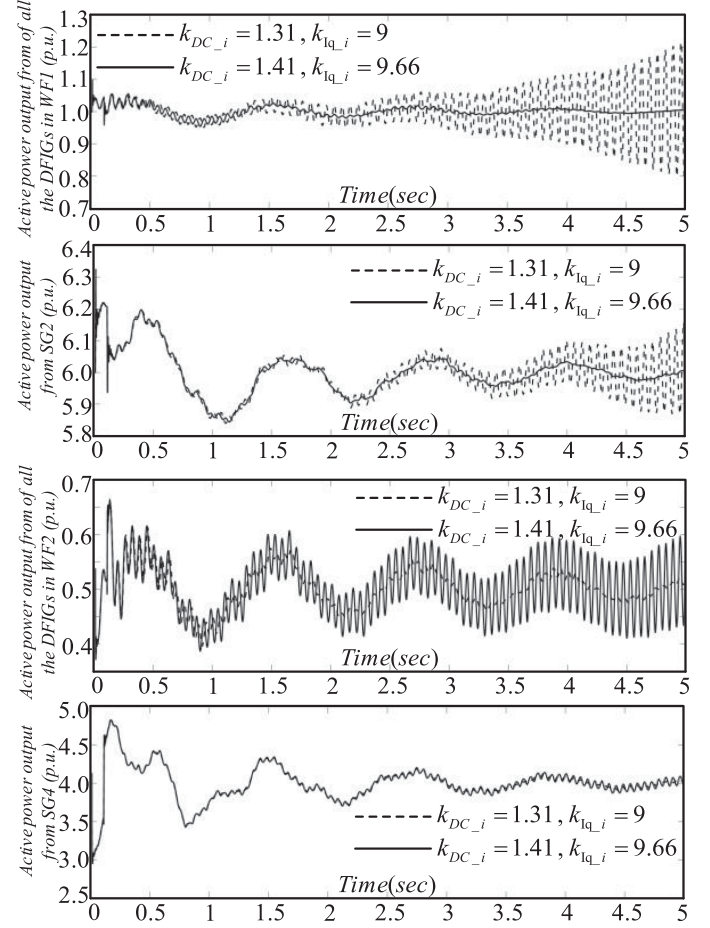 Active power output from of all
the DFIGs in WF1 (p.u.)
1.3
1.2
1.1
1.0
0.9
0.8
0.7
k_DC_i = 1.31, k_Iq_i = 9
k_DC_i = 1.41, k_Iq_i = 9.66
Time(sec)
0 0.5 1 1.5 2 2.5 3 3.5 4 4.5 5
Active power output
from SG2 (p.u.)
6.4
6.3
6.2
6.1
6.0
5.9
5.8
k_DC_i = 1.31, k_Iq_i = 9
k_DC_i = 1.41, k_Iq_i = 9.66
Time(sec)
0 0.5 1 1.5 2 2.5 3 3.5 4 4.5 5
Active power output from of all
the DFIGs in WF2 (p.u.)
0.7
0.6
0.5
0.4
k_DC_i = 1.31, k_Iq_i = 9
k_DC_i = 1.41, k_Iq_i = 9.66
Time(sec)
0 0.5 1 1.5 2 2.5 3 3.5 4 4.5 5
Active power output
from SG4 (p.u.)
5.0
4.5
4.0
3.5
3.0
2.5
k_DC_i = 1.31, k_Iq_i = 9
k_DC_i = 1.41, k_Iq_i = 9.66
Time(sec)
0 0.5 1 1.5 2 2.5 3 3.5 4 4.5 5